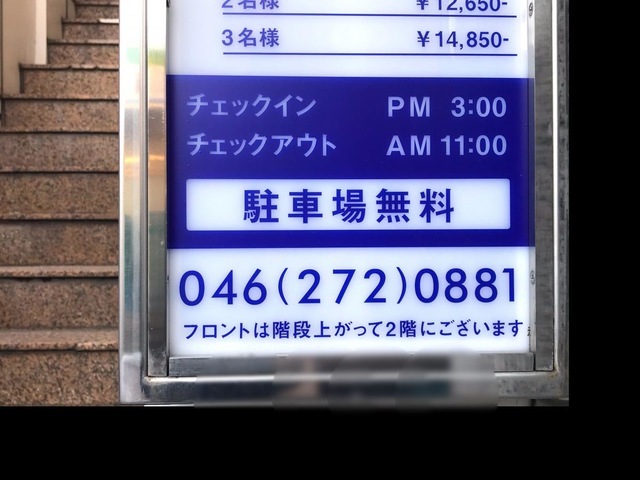 2名様 ¥12,650-
3名様 ¥14,850-
チェックイン PM 3:00
チェックアウト AM 11:00
駐車場無料
046(272)0881
フロントは階段上がって2階にございます